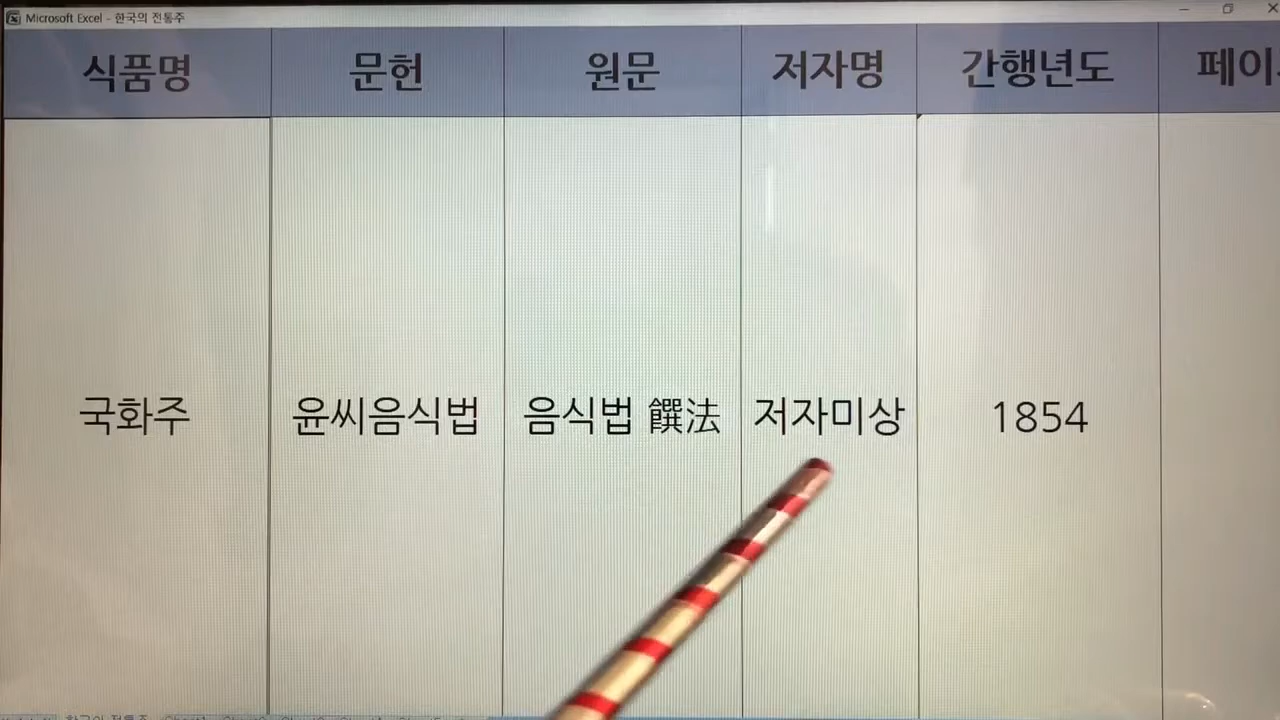 Microsoft Excel - 한국의 전통주
식품명 문헌 원문 저자명 간행년도
국화주 윤씨음식법 음식법 饌法 저자미상 1854